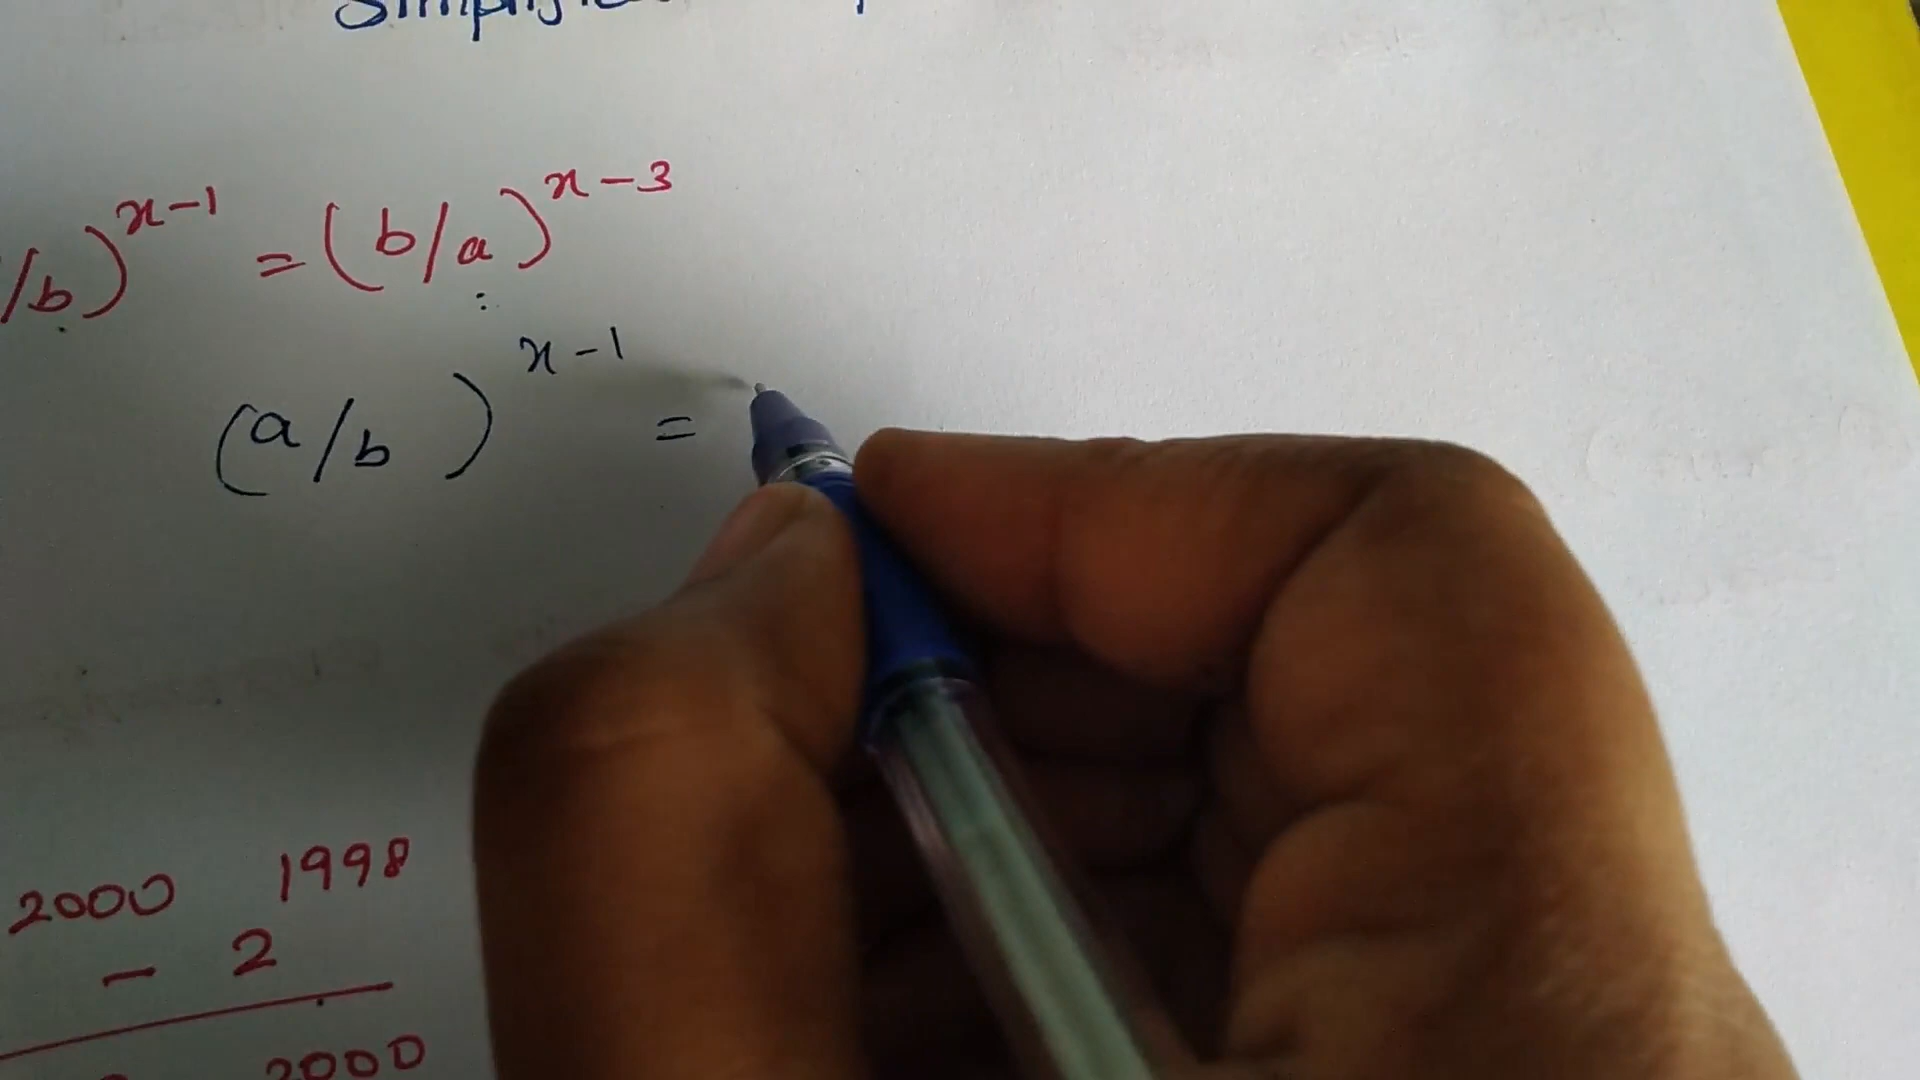 /b)^x-1 = (b/a)^x-3
(a/b)^x-1 =
2000 1998
- 2
2000